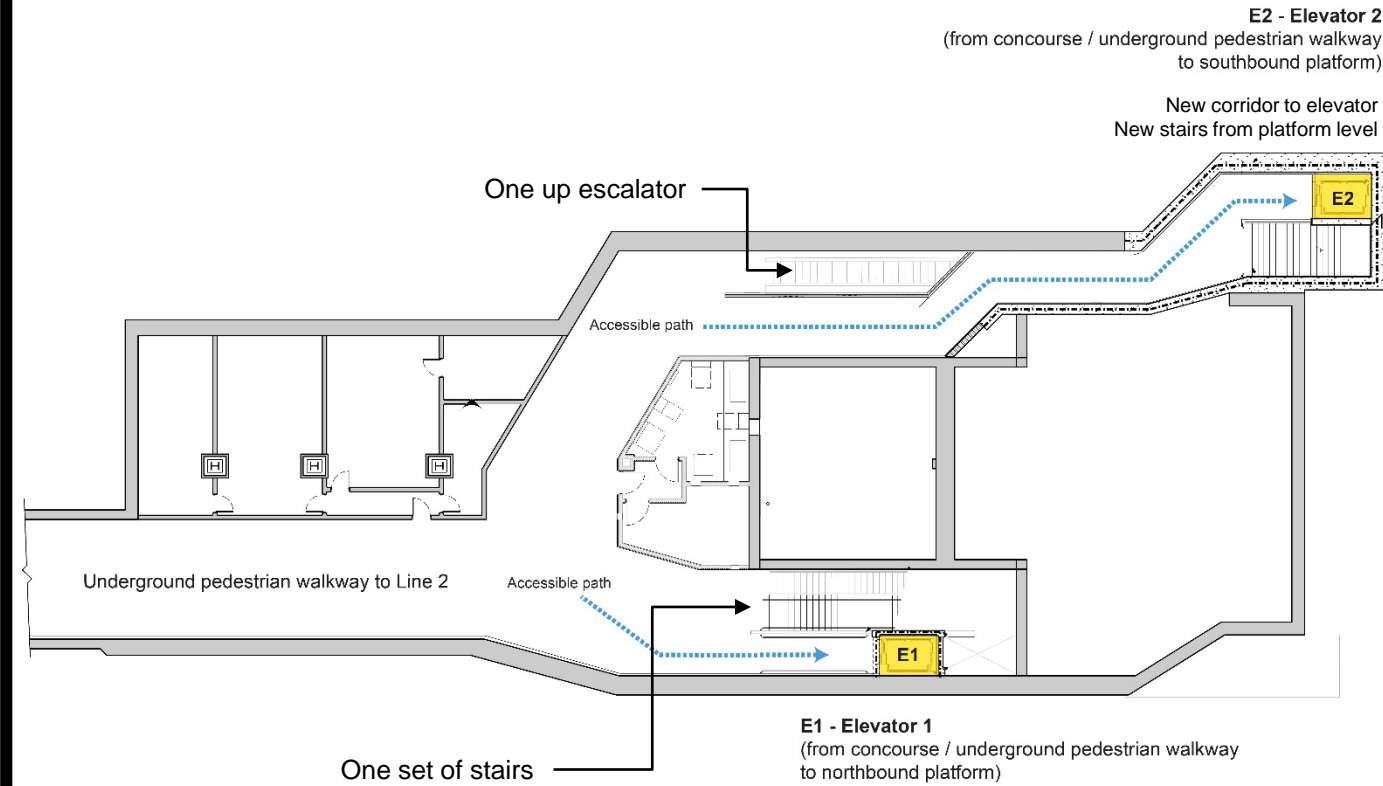 E2 - Elevator 2
(from concourse / underground pedestrian walkway
to southbound platform)
New corridor to elevator
New stairs from platform level
One up escalator
E2
Accessible path
H
H
H
Underground pedestrian walkway to Line 2
Accessible path
E1
E1 - Elevator 1
(from concourse / underground pedestrian walkway
to northbound platform)
One set of stairs